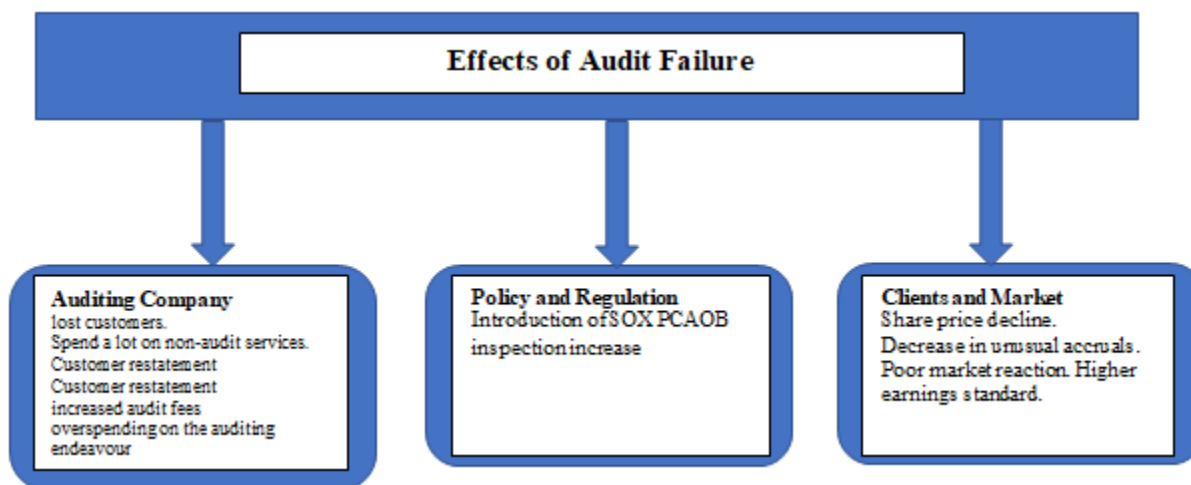 Effects of Audit Failure
Auditing Company
lost customers.
Spend a lot on non-audit services.
Customer restatement
Customer restatement
increased audit fees
overspending on the auditing
endeavour
Policy and Regulation
Introduction of SOX PCAOB
inspection increase
Clients and Market
Share price decline.
Decrease in unusual accruals.
Poor market reaction. Higher
earnings standard.